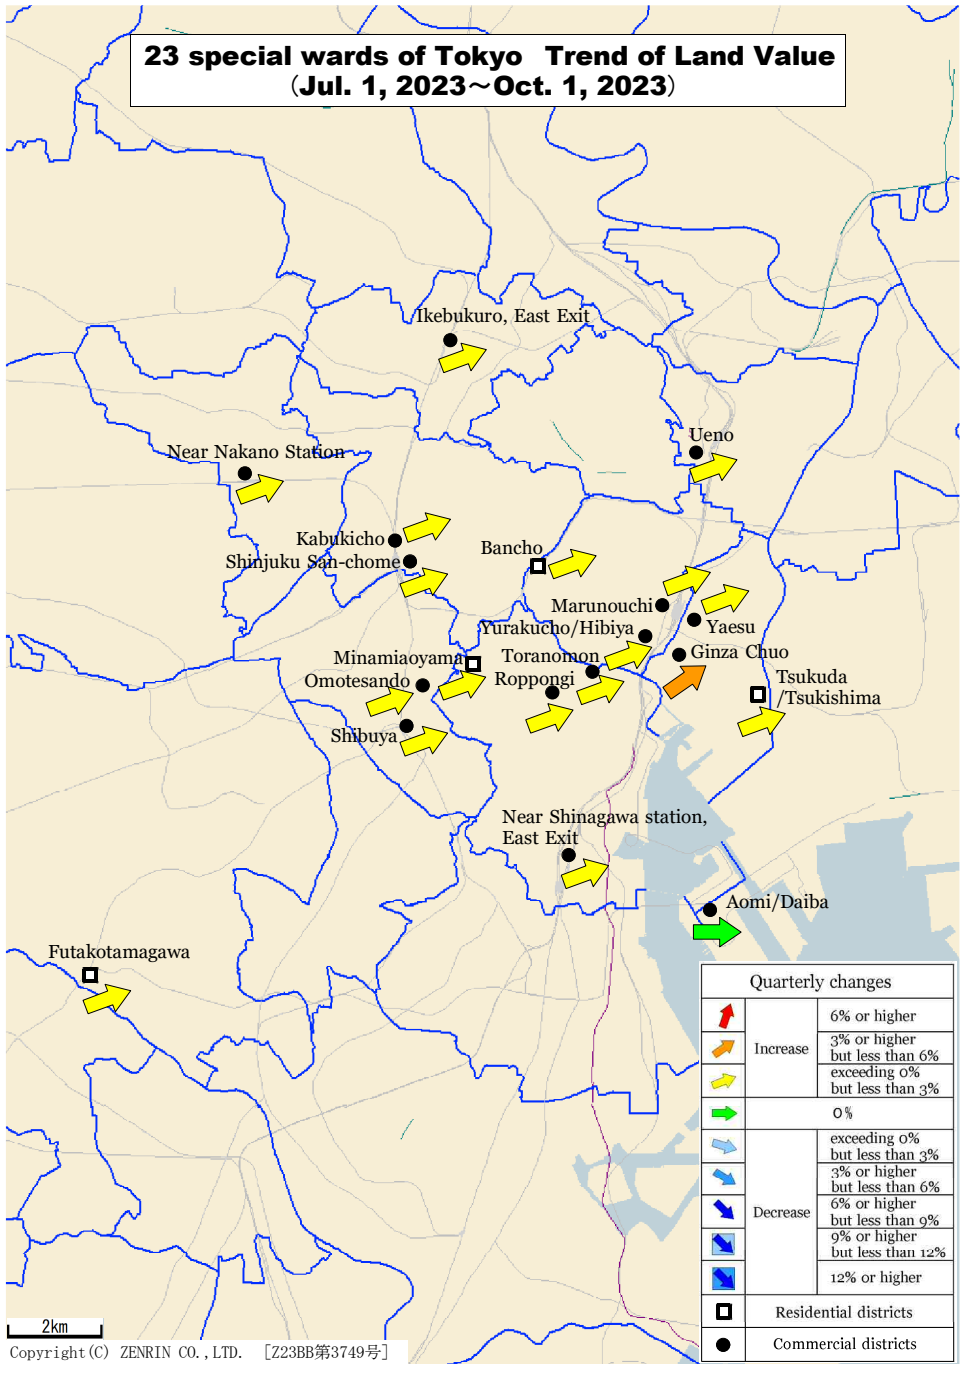 23 special wards of Tokyo  Trend of Land Value
（Jul. 1, 2023～Oct. 1, 2023）
Ikebukuro, East Exit
Ueno
Near Nakano Station
Kabukicho
Shinjuku San-chome
Bancho
Marunouchi
Yaesu
Yurakucho/Hibiya
Ginza Chuo
Toranomon
Minamiaoyama
Roppongi
Omotesando
Tsukuda
/Tsukishima
Shibuya
Near Shinagawa station,
East Exit
Aomi/Daiba
Futakotamagawa
Quarterly changes
6% or higher
Increase
3% or higher
but less than 6%
exceeding 0%
but less than 3%
0%
Decrease
exceeding 0%
but less than 3%
3% or higher
but less than 6%
6% or higher
but less than 9%
9% or higher
but less than 12%
12% or higher
Residential districts
Commercial districts
2km
Copyright(C) ZENRIN CO.,LTD. ［Z23BB第3749号］